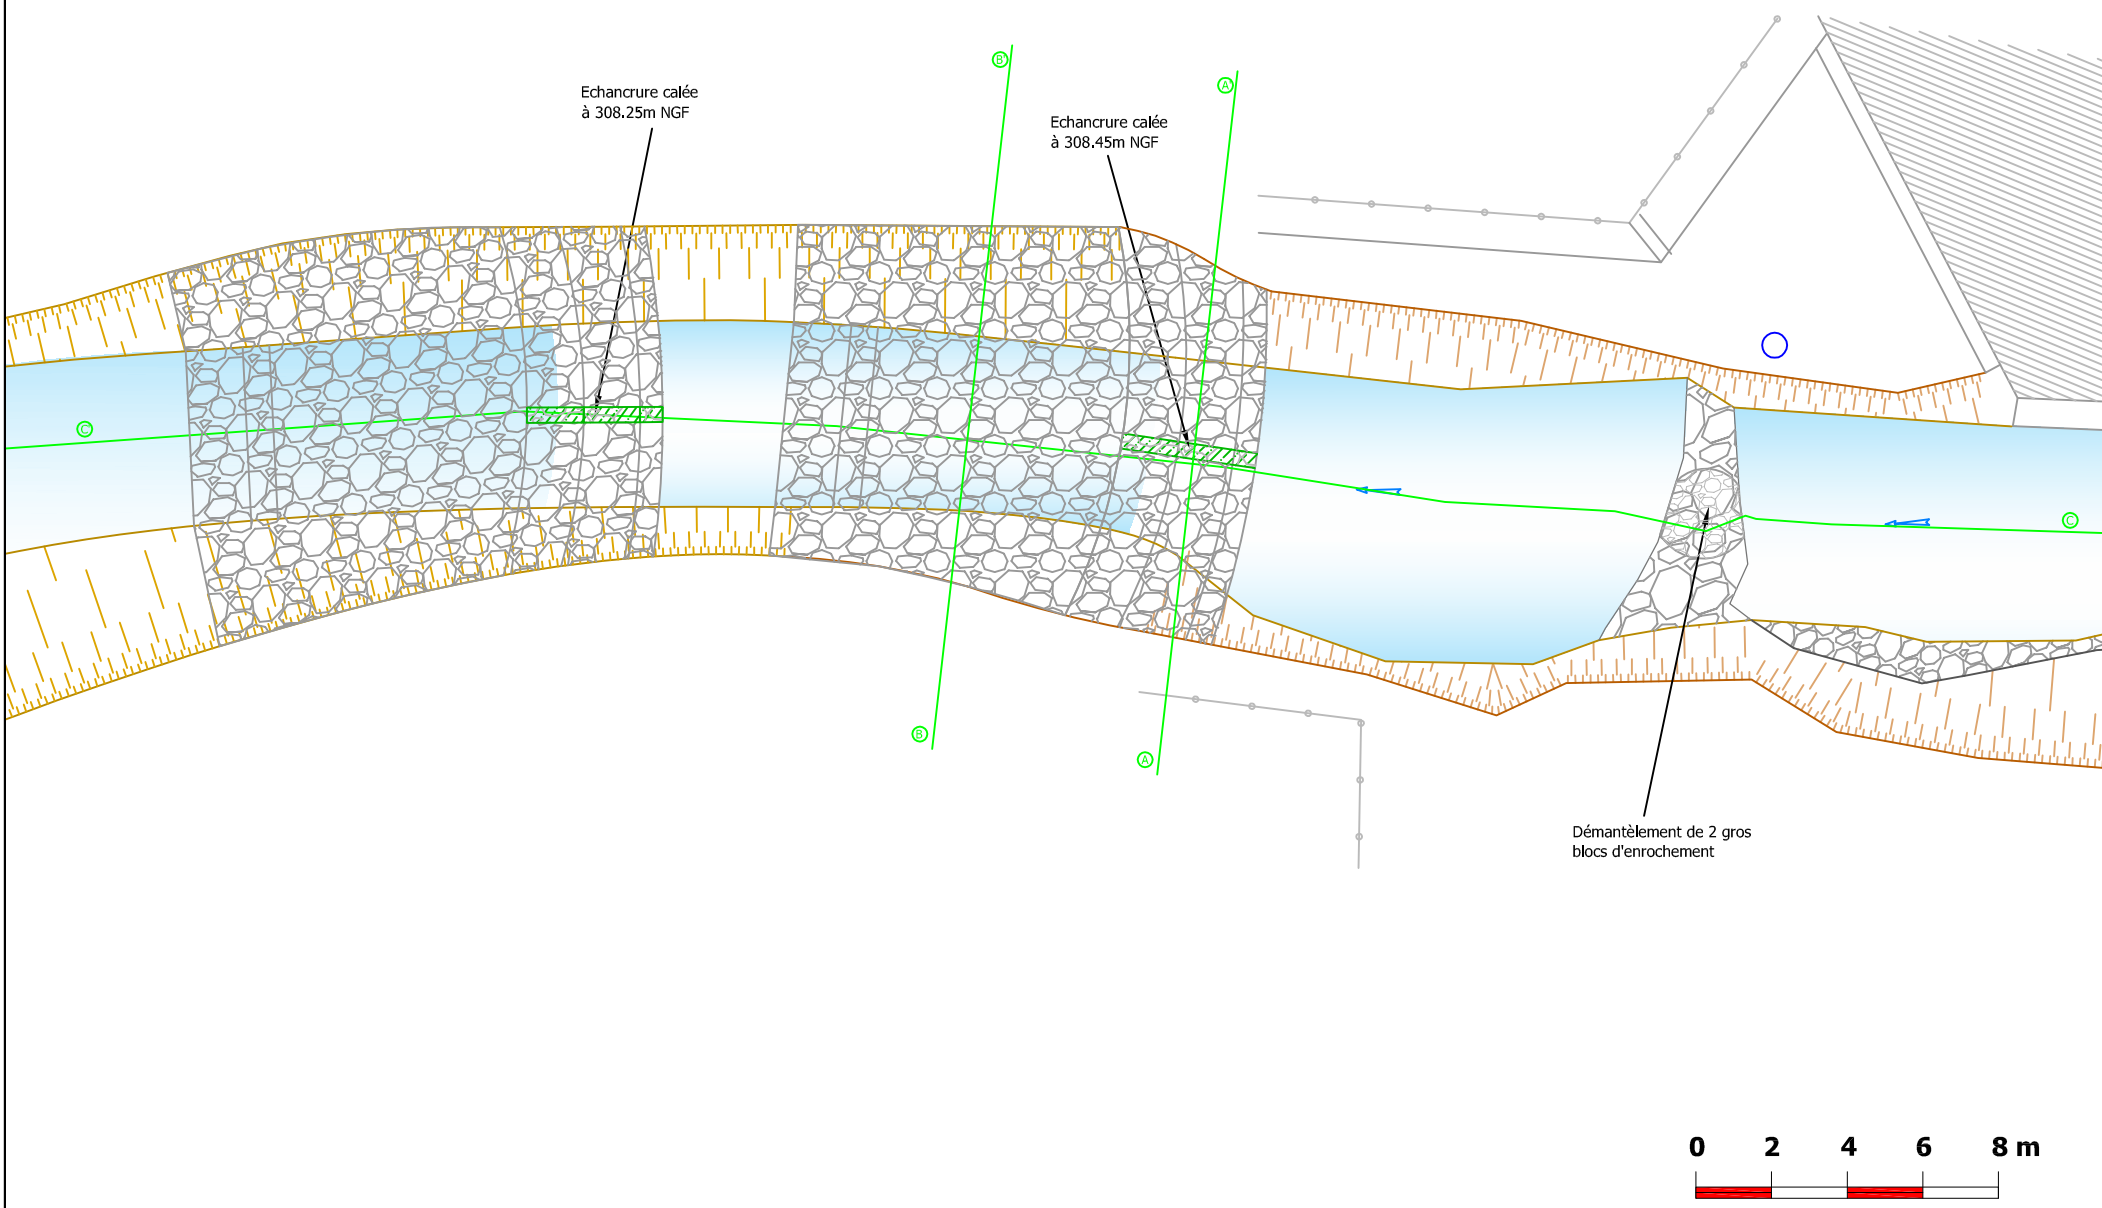 B'
A'
Echancrure calée
à 308.25m NGF
Echancrure calée
à 308.45m NGF
C
C
B
A
Démantèlement de 2 gros
blocs d'enrochement
0 2 4 6 8 m